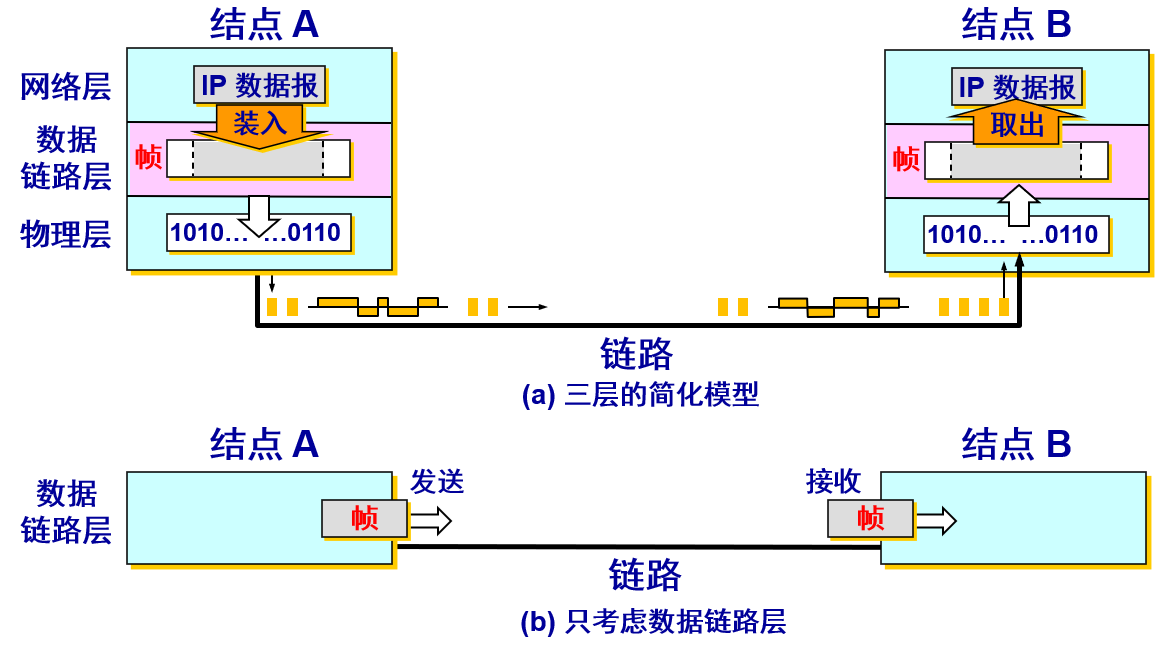 结点 A
结点 B
网络层
IP 数据报
IP 数据报
装入
取出
数据
链路层
帧
帧
物理层
1010… …0110
1010… …0110
链路
(a) 三层的简化模型
结点 A
结点 B
数据
链路层
发送
接收
帧
帧
链路
(b) 只考虑数据链路层